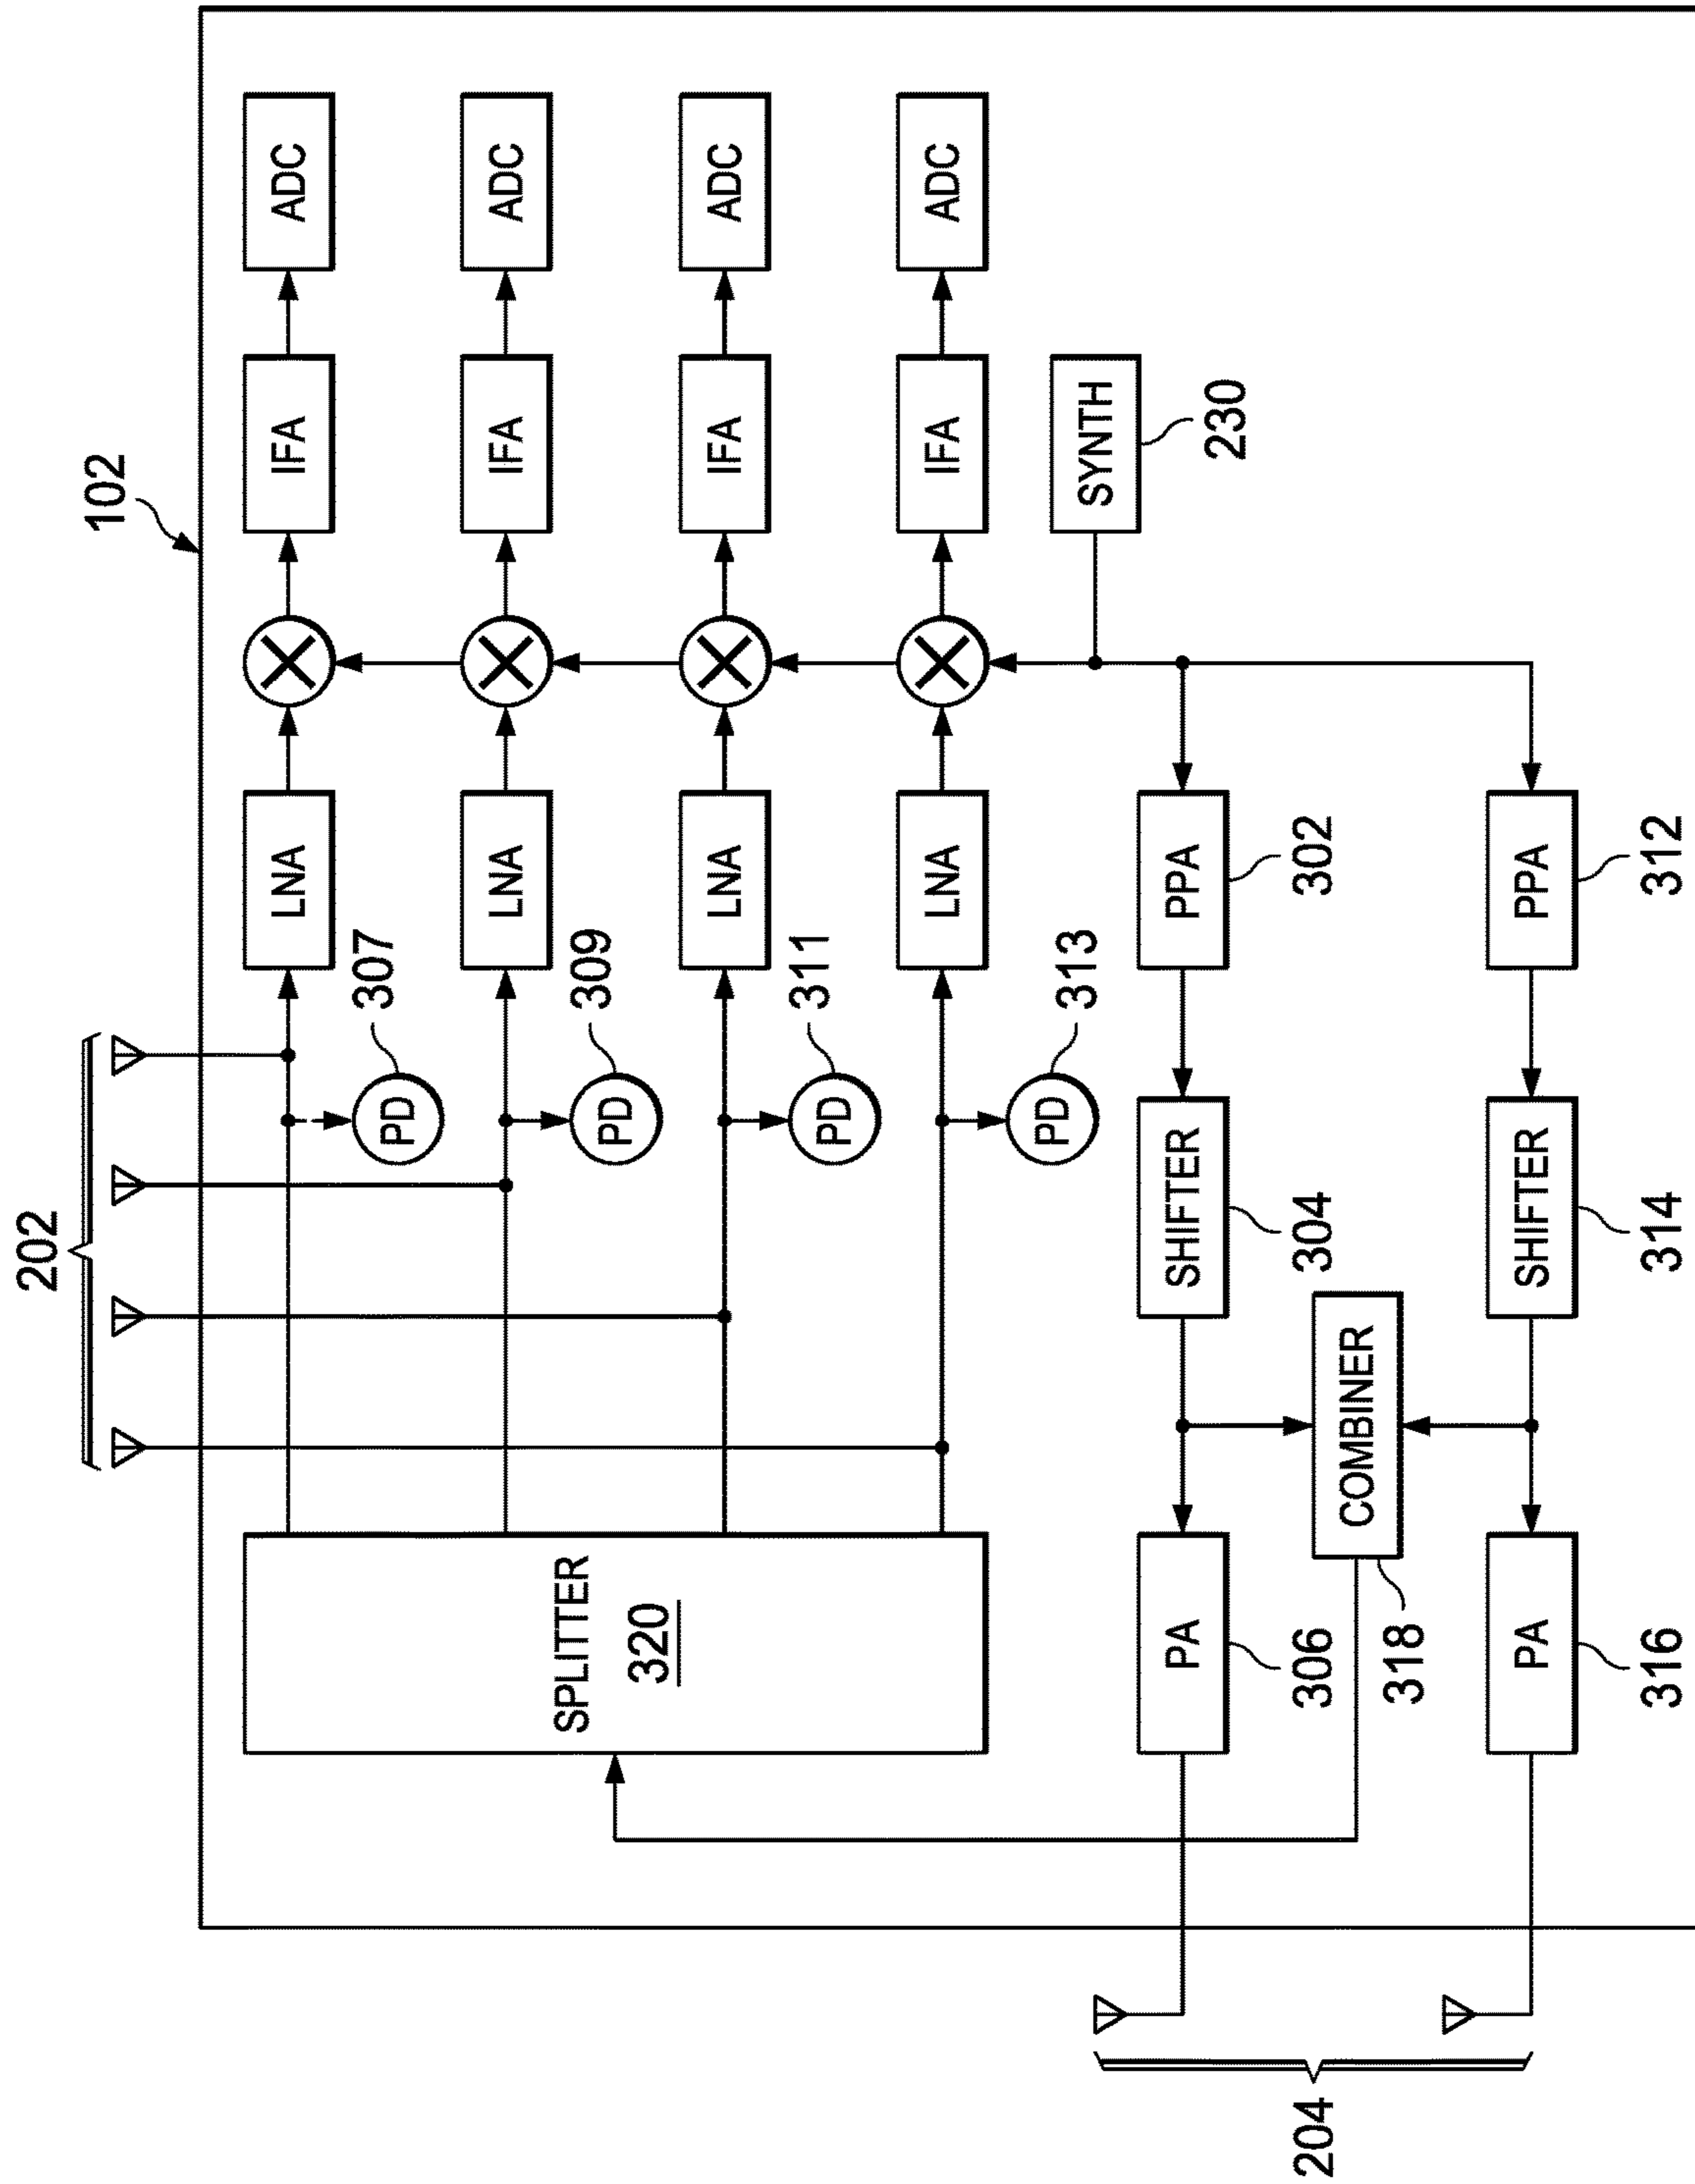 102
202
ADC
ADC
ADC
ADC
IFA
IFA
IFA
IFA
SYNTH
230
LNA
LNA
LNA
LNA
PPA
302
PPA
312
307
309
311
313
PD
PD
PD
PD
SHIFTER
304
SHIFTER
314
COMBINER
318
SPLITTER
320
PA
306
PA
316
204